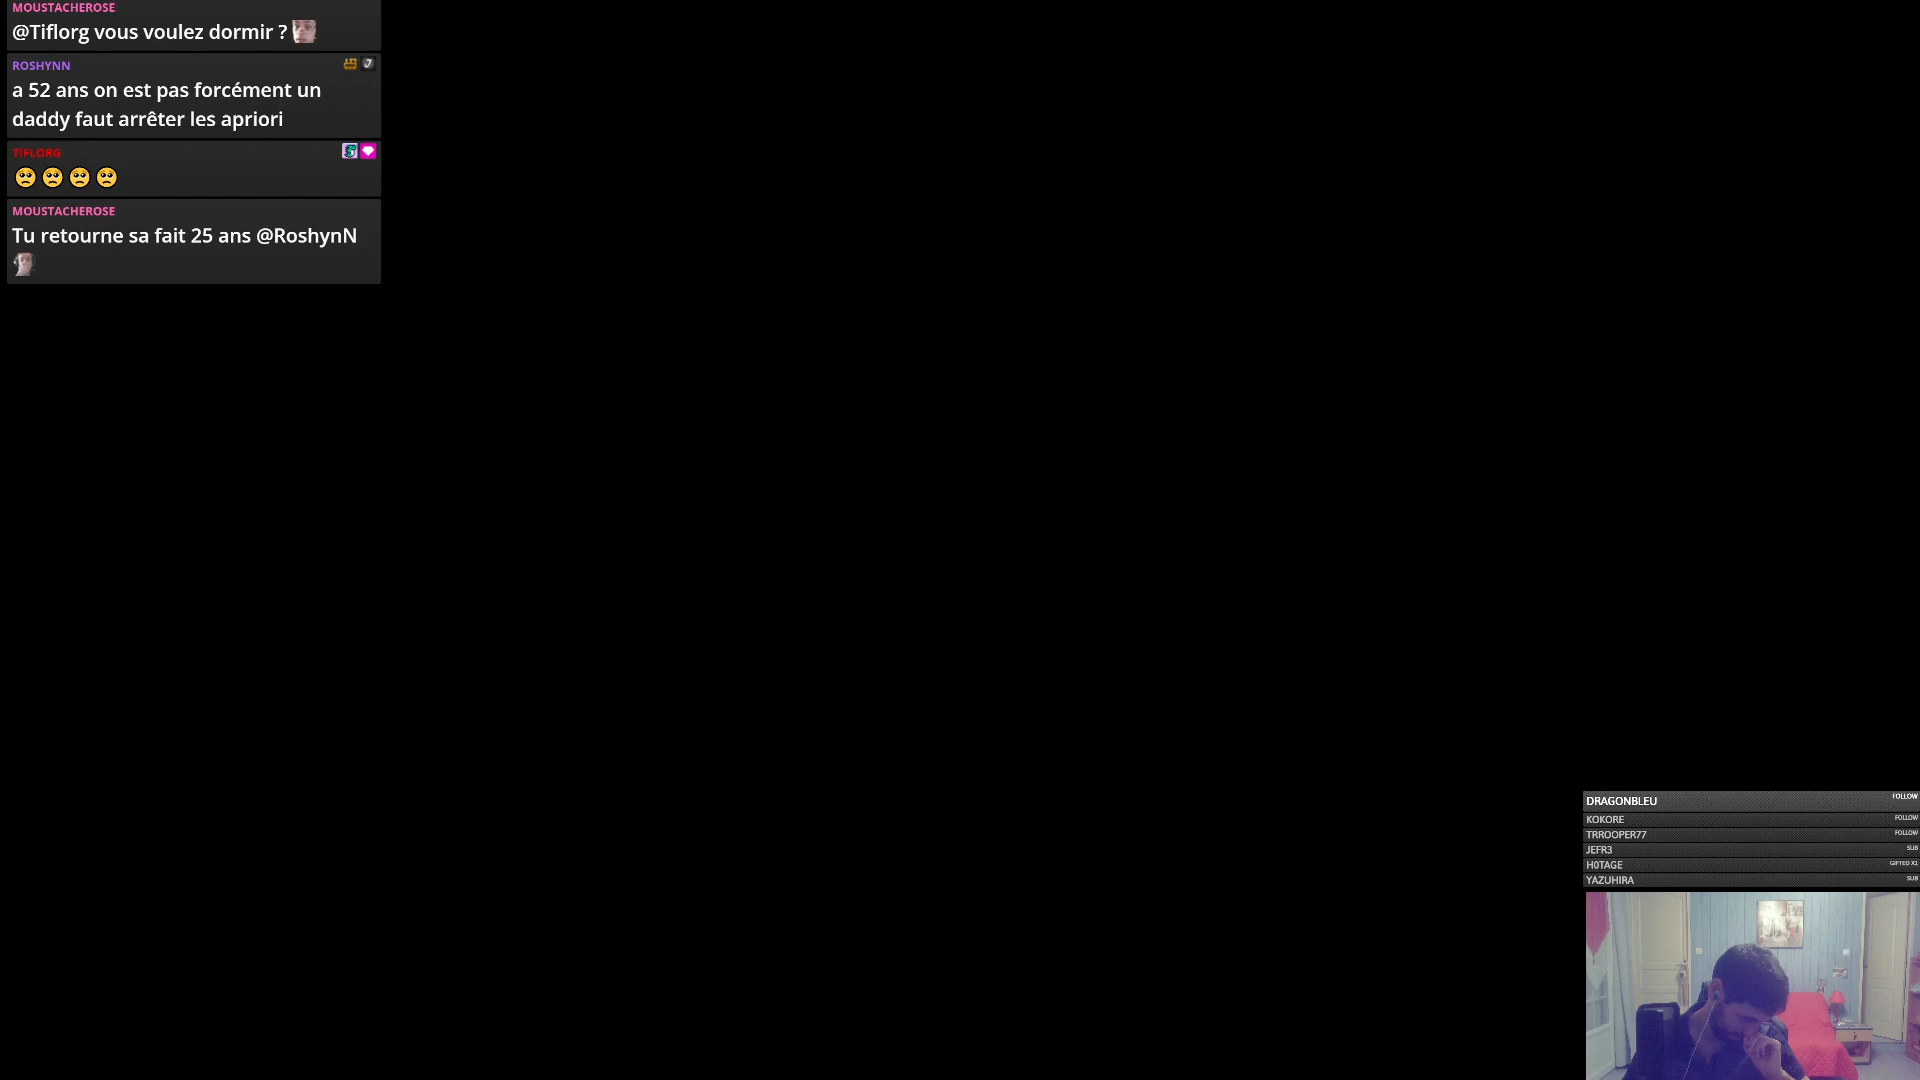 MOUSTACHEROSE
@Tiflorg vous voulez dormir ?
ROSHYNN
a 52 ans on est pas forcément un
daddy faut arrêter les apriori
TIFLORG
🥺🥺🥺🥺
MOUSTACHEROSE
Tu retourne sa fait 25 ans @RoshynN
DRAGONBLEU FOLLOW
KOKORE FOLLOW
TRROOPER77 FOLLOW
JEFR3 SUB
H0TAGE GIFTED X1
YAZUHIRA SUB